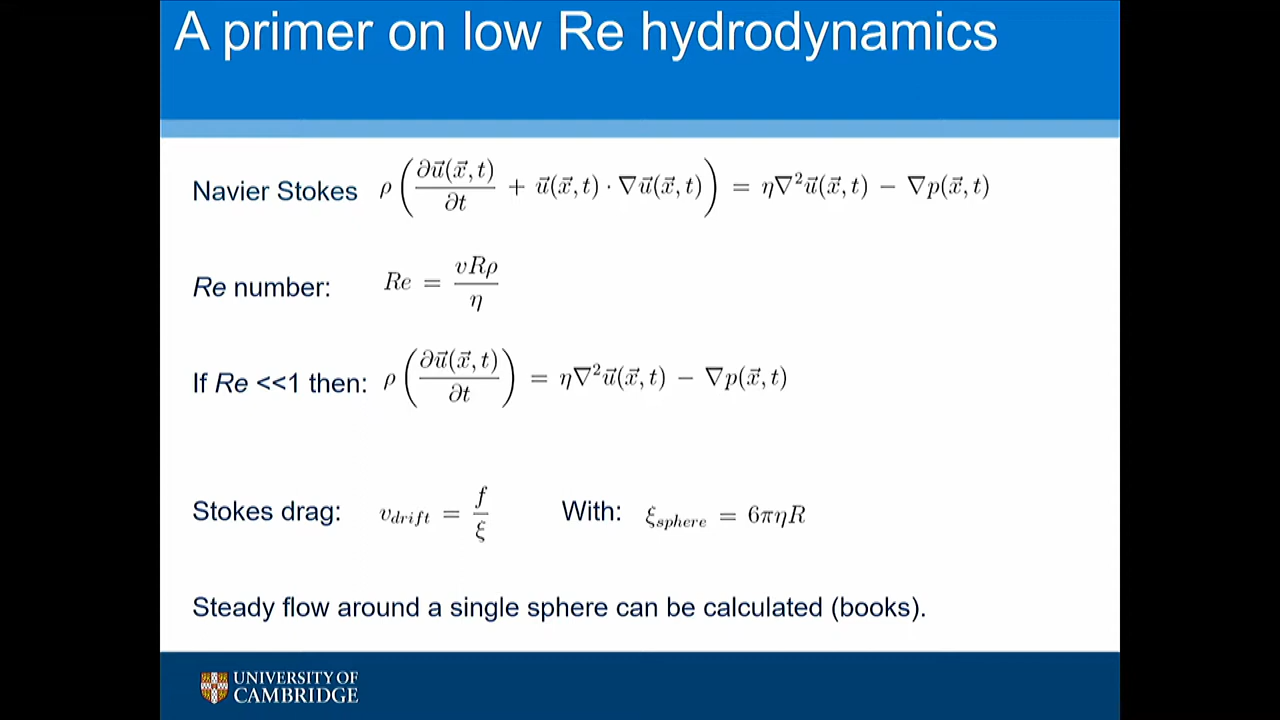 A primer on low Re hydrodynamics
Navier Stokes ρ(∂u⃗(x⃗,t)/∂t + u⃗(x⃗,t) · ∇u⃗(x⃗,t)) = η∇²u⃗(x⃗,t) − ∇p(x⃗,t)
Re number: Re = vRρ/η
If Re <<1 then: ρ(∂u⃗(x⃗,t)/∂t) = η∇²u⃗(x⃗,t) − ∇p(x⃗,t)
Stokes drag: v_drift = f/ξ With: ξ_sphere = 6πηR
Steady flow around a single sphere can be calculated (books).
UNIVERSITY OF
CAMBRIDGE